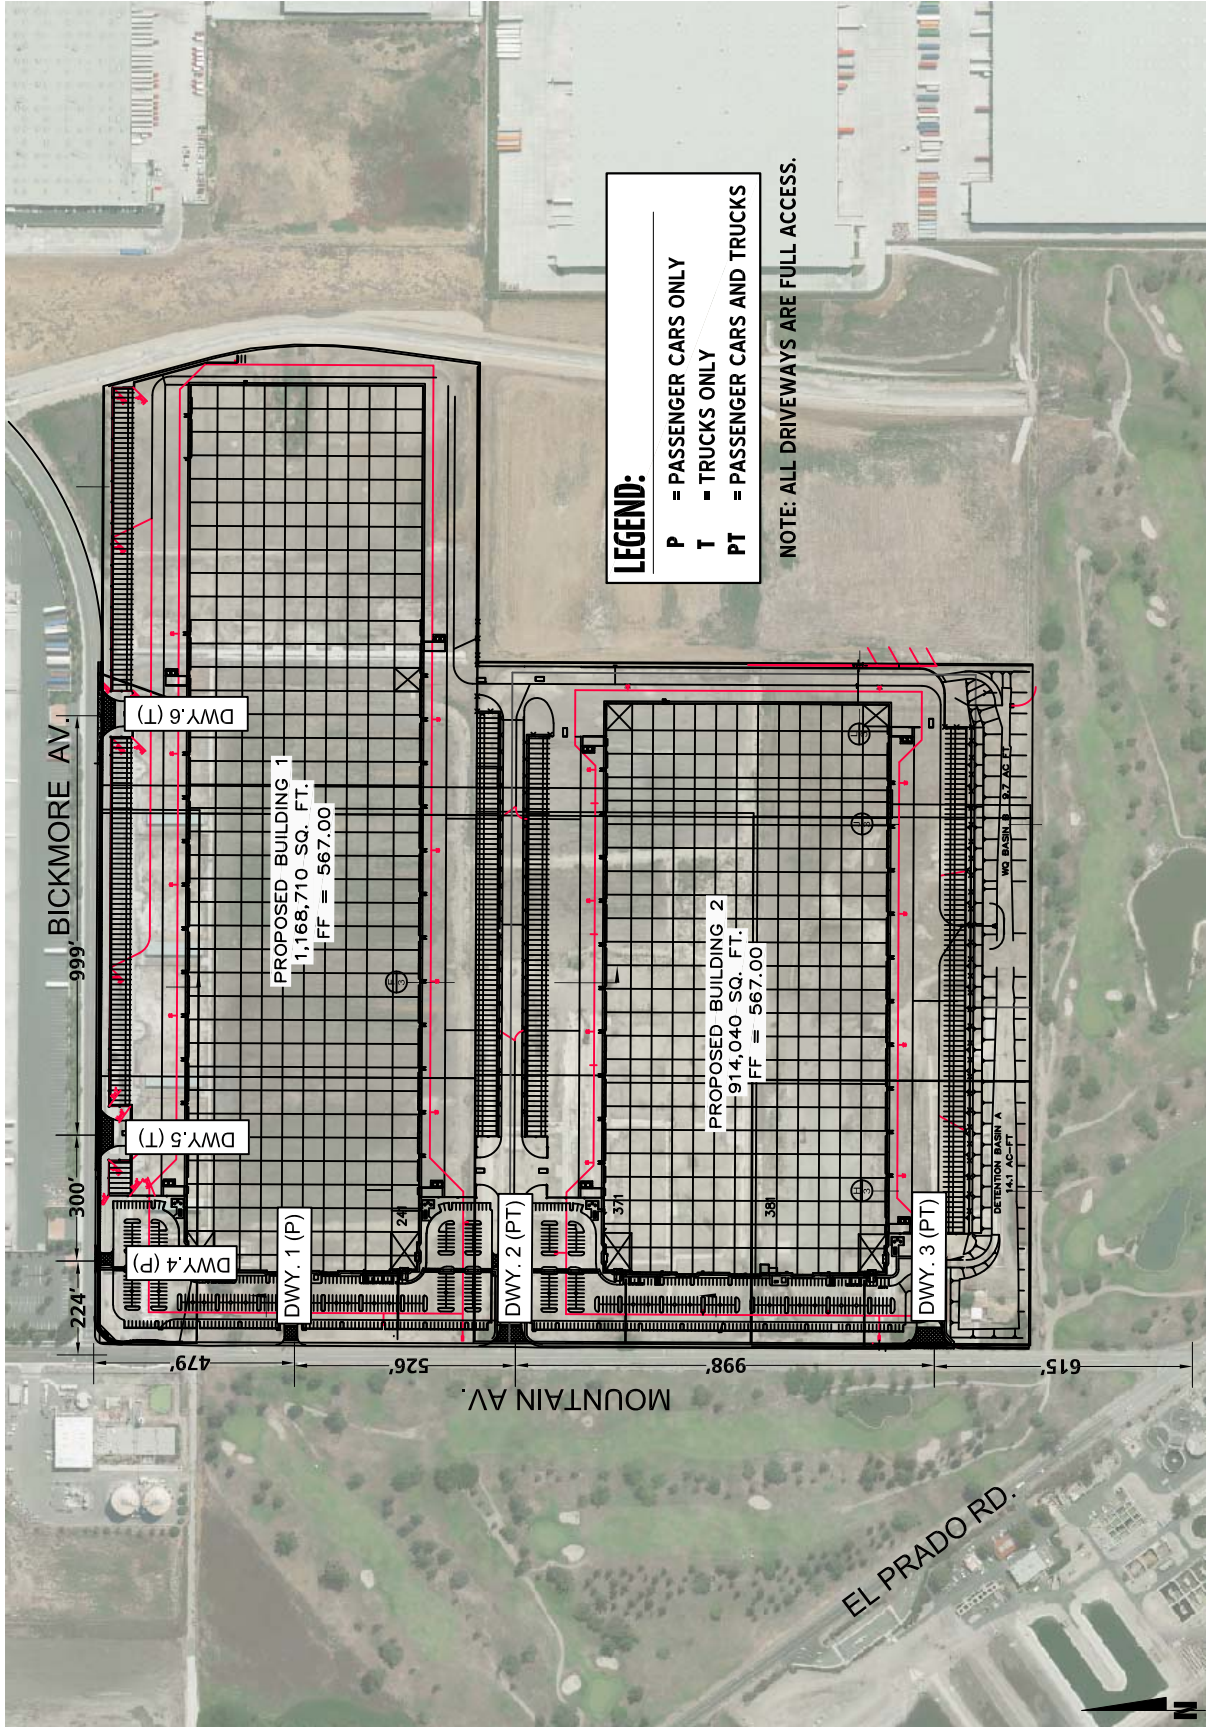 BICKMORE AV.
224'
300'
999'
DWY.4 (P)
DWY.5 (T)
DWY.6 (T)
PROPOSED BUILDING 1
1,168,710 SQ. FT.
FF = 567.00
241
DWY. 1 (P)
DWY. 2 (PT)
DWY. 3 (PT)
479'
526'
998'
615'
MOUNTAIN AV.
371
381
PROPOSED BUILDING 2
914,040 SQ. FT.
FF = 567.00
DETENTION BASIN A
14.1 AC-FT
WQ BASIN B 9.7 AC FT
LEGEND:
P = PASSENGER CARS ONLY
T = TRUCKS ONLY
PT = PASSENGER CARS AND TRUCKS
NOTE: ALL DRIVEWAYS ARE FULL ACCESS.
EL PRADO RD.
N